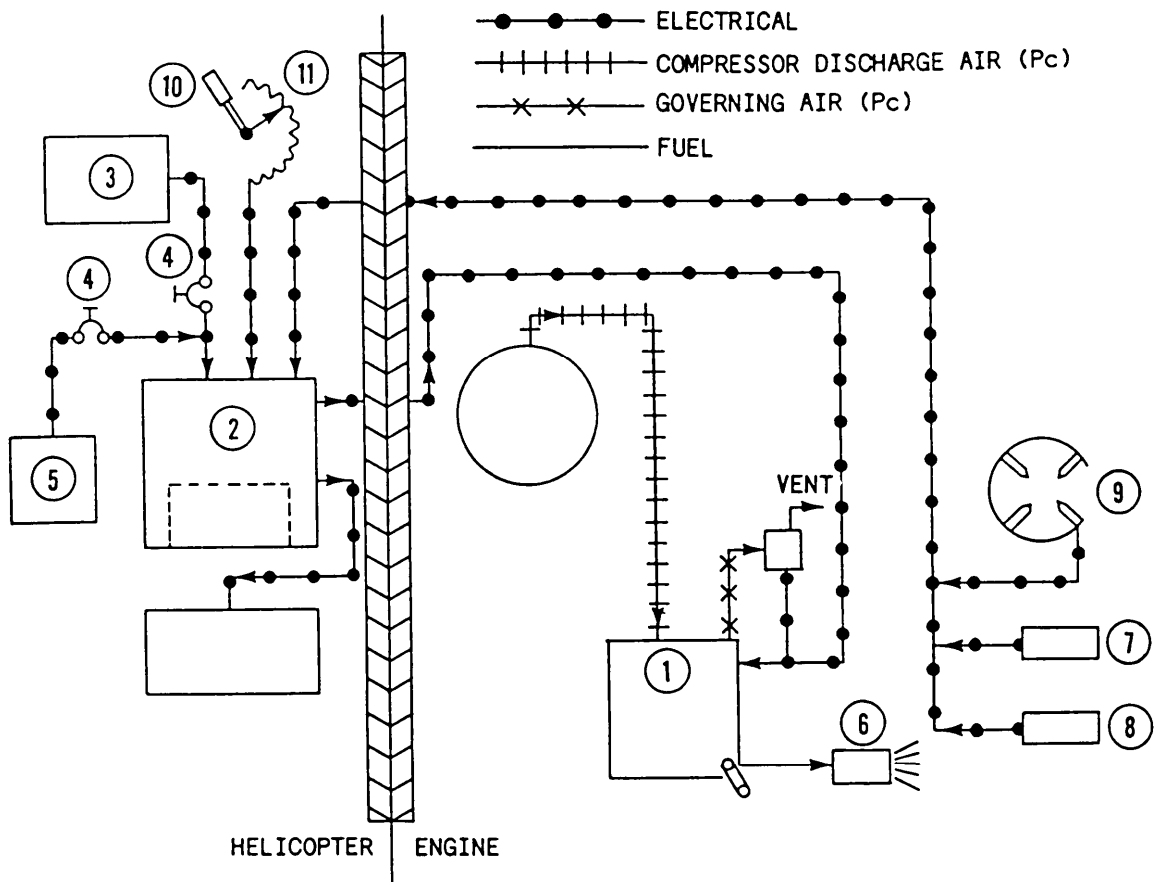 ELECTRICAL
COMPRESSOR DISCHARGE AIR (Pc)
GOVERNING AIR (Pc)
FUEL
10
11
3
4
4
2
5
VENT
9
1
7
6
8
HELICOPTER
ENGINE